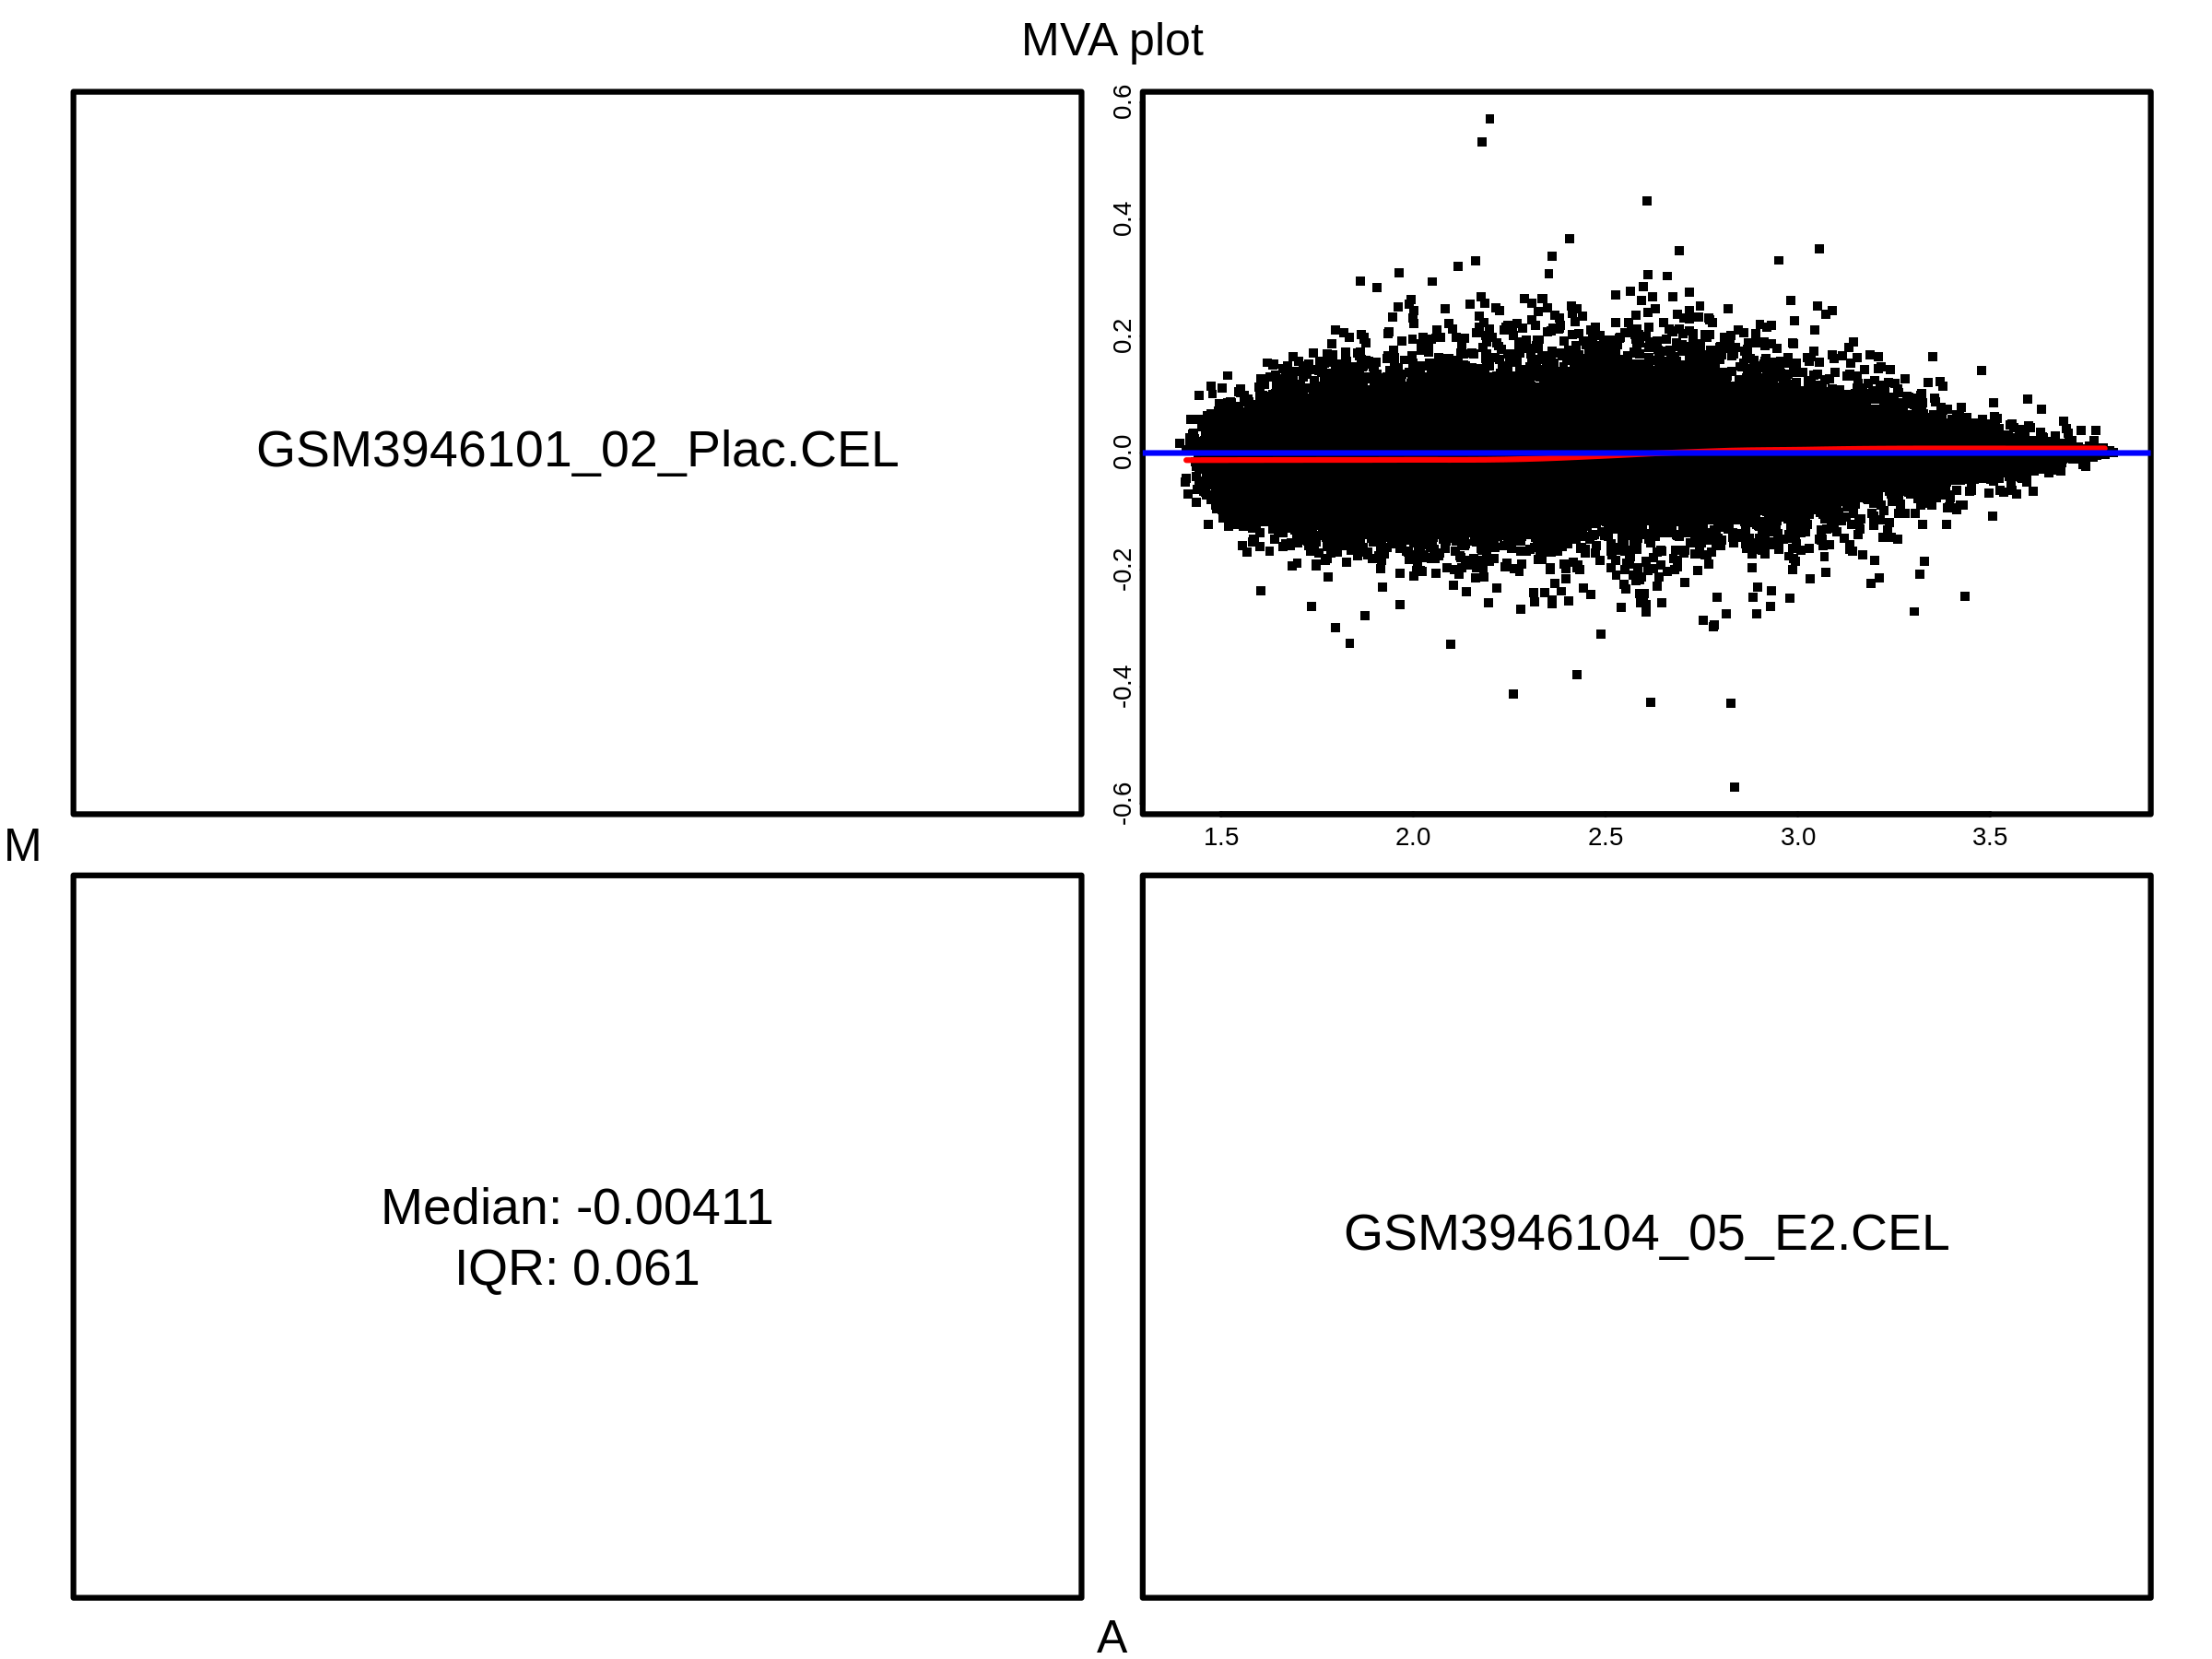 MVA plot
GSM3946101_02_Plac.CEL
0.6
0.4
0.2
0.0
-0.2
-0.4
-0.6
1.5 2.0 2.5 3.0 3.5
M
Median: -0.00411
IQR: 0.061
GSM3946104_05_E2.CEL
A